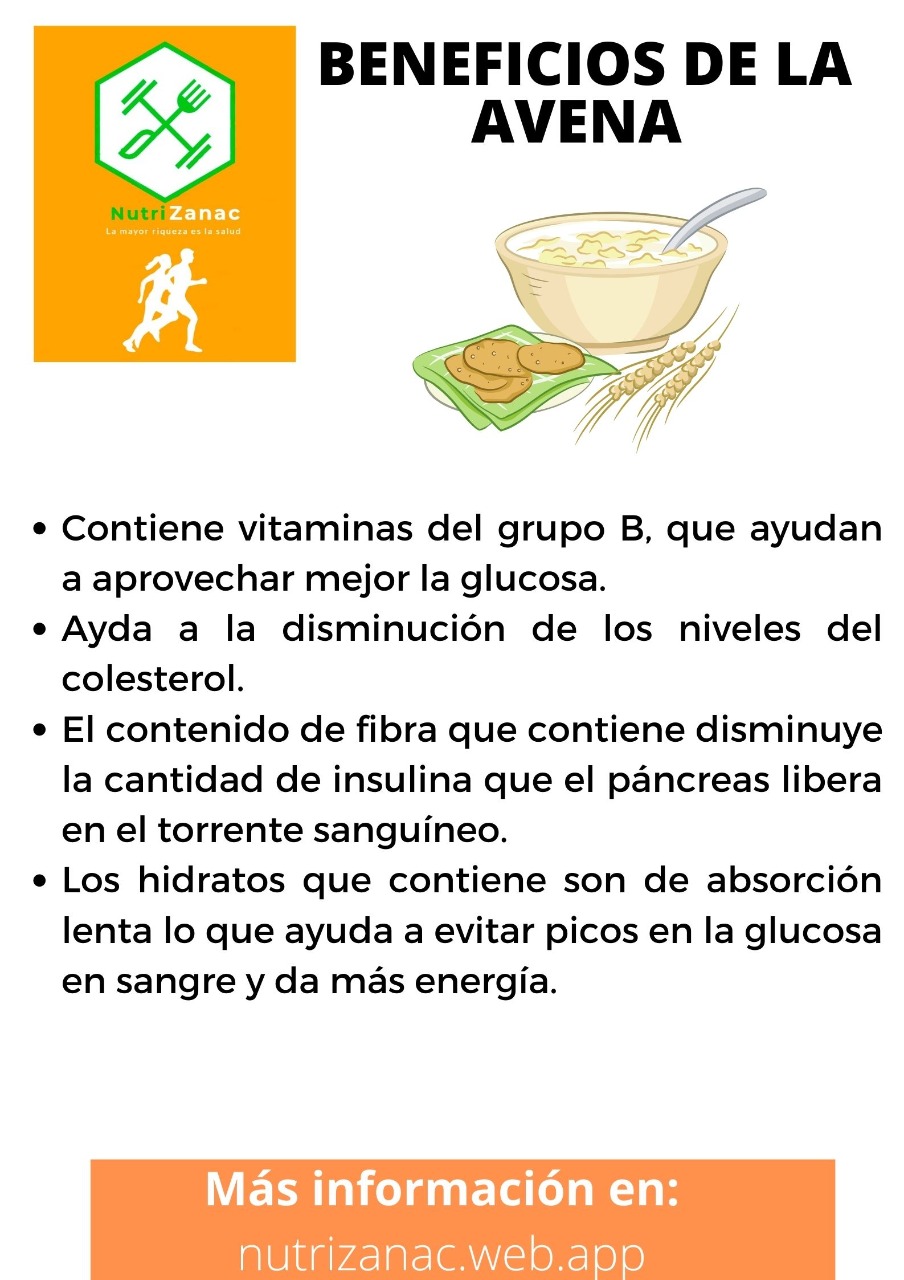 BENEFICIOS DE LA
AVENA
NutriZanac
La mayor riqueza es la salud
• Contiene vitaminas del grupo B, que ayudan
a aprovechar mejor la glucosa.
• Ayda a la disminución de los niveles del
colesterol.
• El contenido de fibra que contiene disminuye
la cantidad de insulina que el páncreas libera
en el torrente sanguíneo.
• Los hidratos que contiene son de absorción
lenta lo que ayuda a evitar picos en la glucosa
en sangre y da más energía.
Más información en:
nutrizanac.web.app